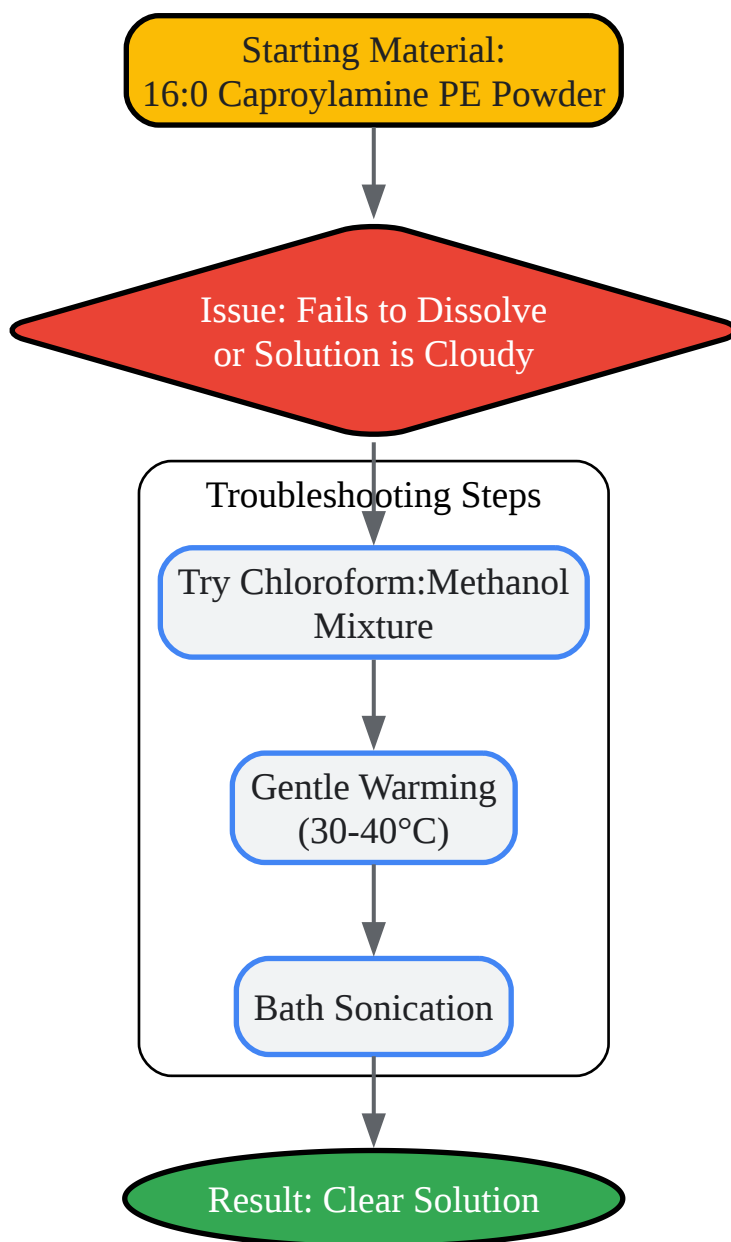 Starting Material:
16:0 Caproylamine PE Powder
Issue: Fails to Dissolve
or Solution is Cloudy
Troubleshooting Steps
Try Chloroform:Methanol
Mixture
Gentle Warming
(30-40°C)
Bath Sonication
Result: Clear Solution